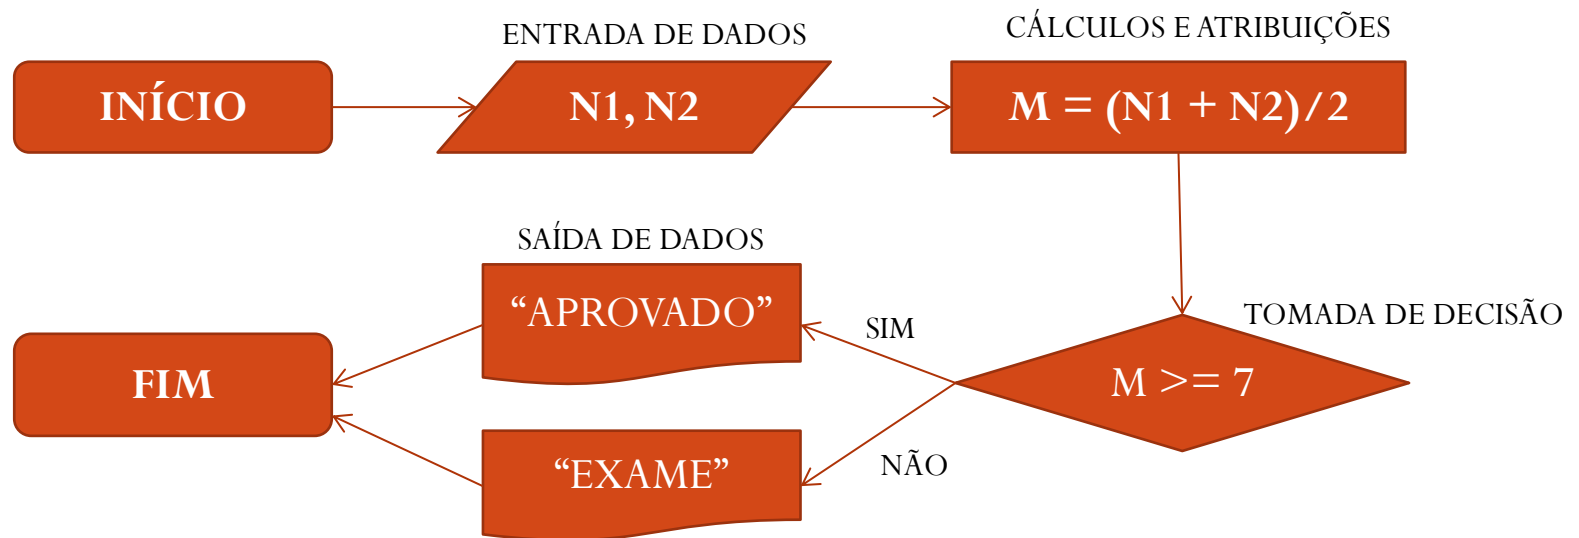 ENTRADA DE DADOS
CÁLCULOS E ATRIBUIÇÕES
INÍCIO
N1, N2
M = (N1 + N2)/2
SAÍDA DE DADOS
“APROVADO”
SIM
TOMADA DE DECISÃO
FIM
M >= 7
“EXAME”
NÃO